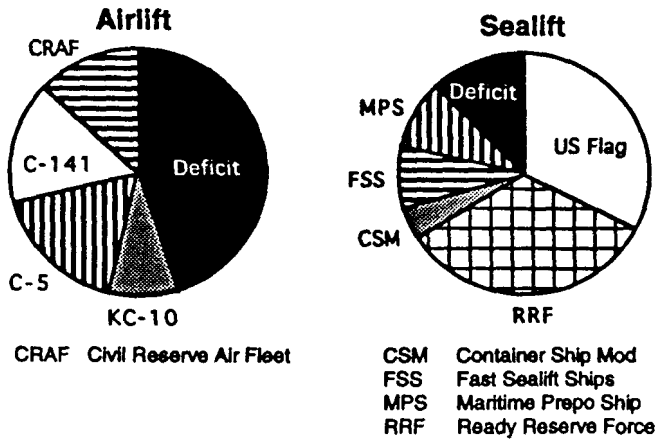 Airlift
CRAF
C-141
Deficit
C-5
KC-10
CRAF Civil Reserve Air Fleet
Sealift
Deficit
MPS
US Flag
FSS
CSM
RRF
CSM Container Ship Mod
FSS Fast Sealift Ships
MPS Maritime Prepo Ship
RRF Ready Reserve Force